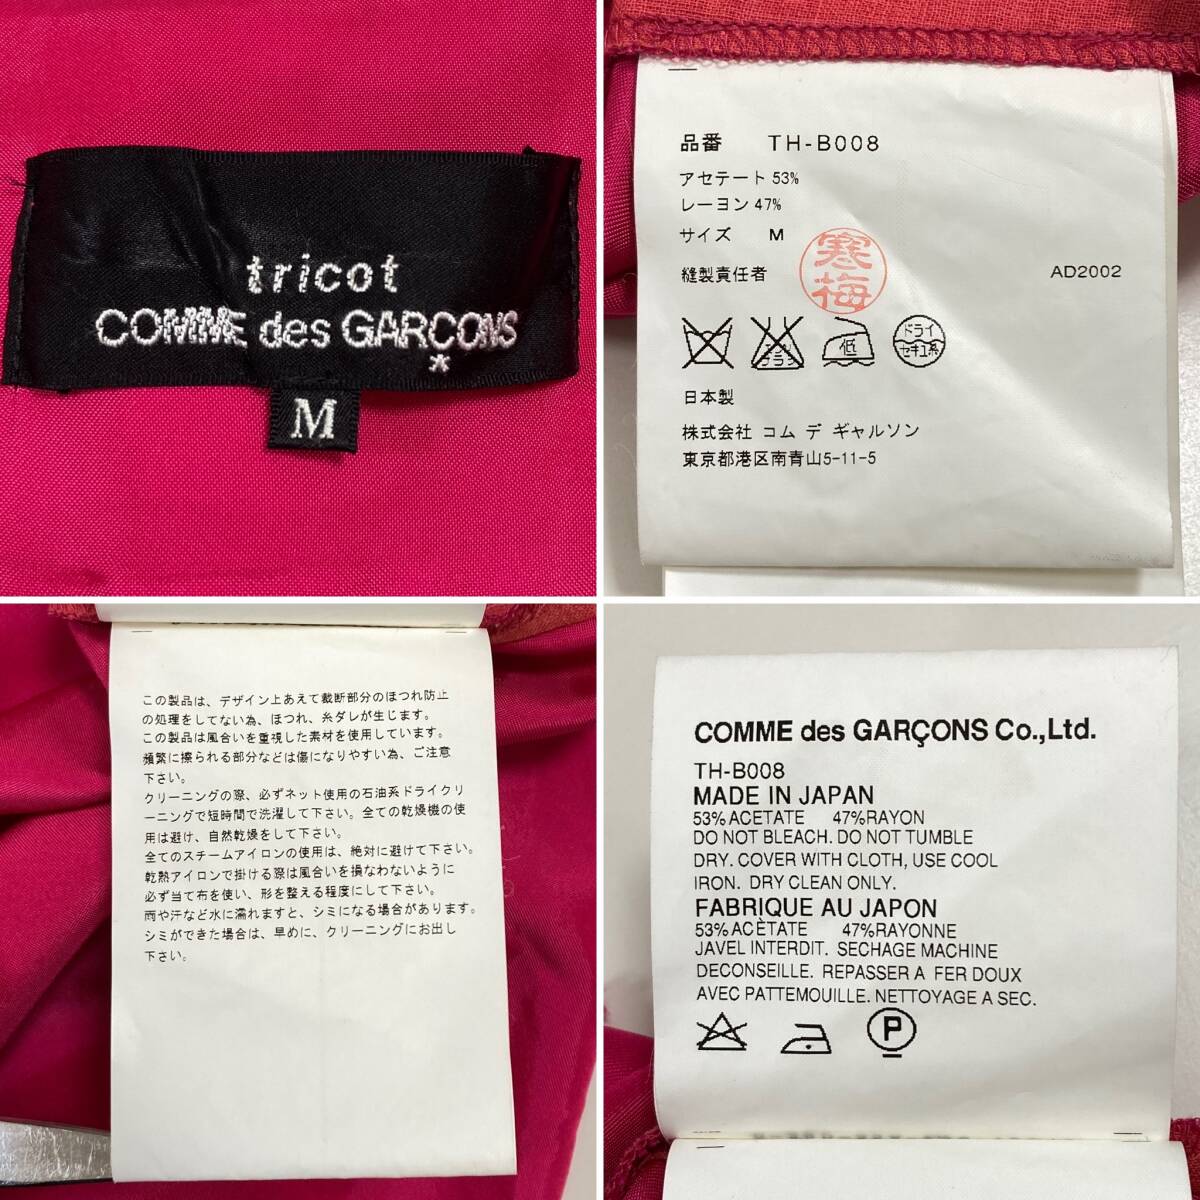 tricot
COMME des GARÇONS
*
M
品番 TH-B008
アセテート 53%
レーヨン 47%
サイズ M
縫製責任者 寒梅 AD2002
低 ドライ
セキユ系
日本製
株式会社 コム デ ギャルソン
東京都港区南青山5-11-5
この製品は、デザイン上あえて裁断部分のほつれ防止
の処理をしてない為、ほつれ、糸ダレが生じます。
この製品は風合いを重視した素材を使用しています。
頻繁に擦られる部分などは傷になりやすい為、ご注意
下さい。
クリーニングの際、必ずネット使用の石油系ドライクリ
ーニングで短時間で洗濯して下さい。全ての乾燥機の使
用は避け、自然乾燥をして下さい。
全てのスチームアイロンの使用は、絶対に避けて下さい。
乾熱アイロンで掛ける際は風合いを損なわないように
必ず当て布を使い、形を整える程度にして下さい。
雨や汗など水に濡れますと、シミになる場合があります。
シミができた場合は、早めに、クリーニングにお出し
下さい。
COMME des GARÇONS Co.,Ltd.
TH-B008
MADE IN JAPAN
53% ACETATE 47%RAYON
DO NOT BLEACH. DO NOT TUMBLE
DRY. COVER WITH CLOTH, USE COOL
IRON. DRY CLEAN ONLY.
FABRIQUE AU JAPON
53% ACÈTATE 47%RAYONNE
JAVEL INTERDIT. SECHAGE MACHINE
DECONSEILLE. REPASSER A FER DOUX
AVEC PATTEMOUILLE. NETTOYAGE A SEC.
P